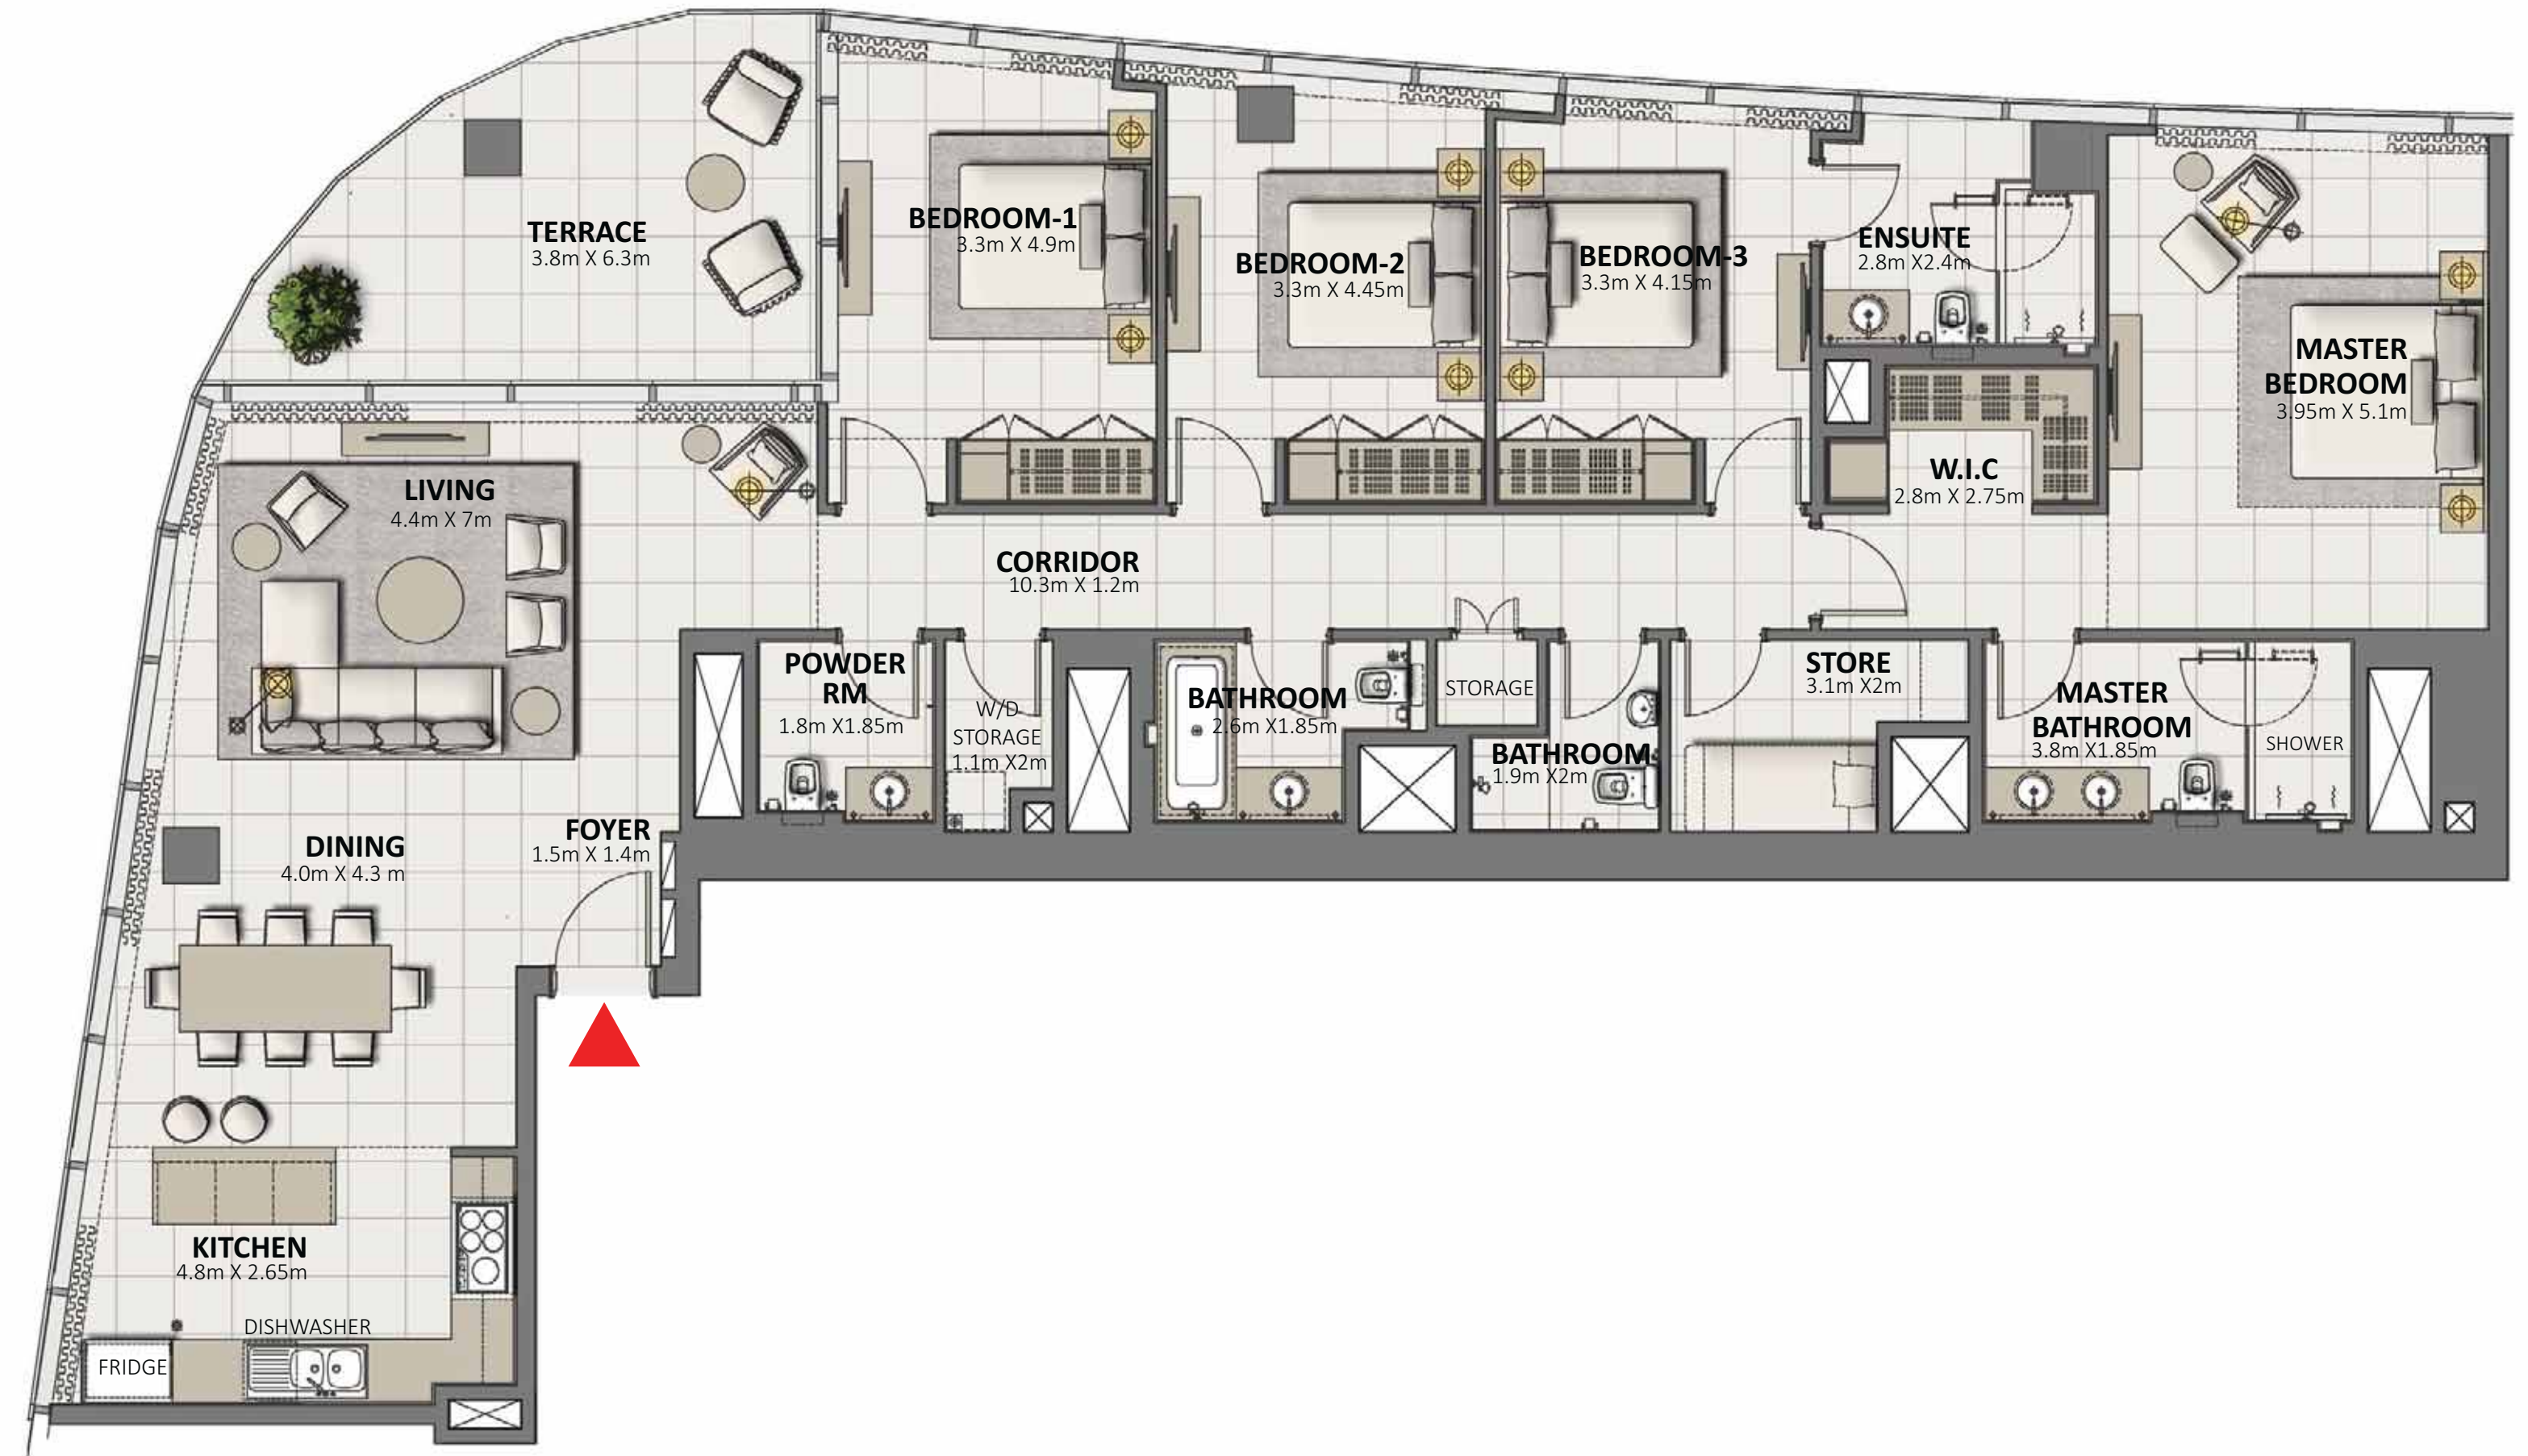 TERRACE
3.8m X 6.3m
BEDROOM-1
3.3m X 4.9m
BEDROOM-2
3.3m X 4.45m
BEDROOM-3
3.3m X 4.15m
ENSUITE
2.8m X2.4m
MASTER
BEDROOM
3.95m X 5.1m
W.I.C
2.8m X 2.75m
LIVING
4.4m X 7m
CORRIDOR
10.3m X 1.2m
POWDER
RM
1.8m X1.85m
W/D
STORAGE
1.1m X2m
BATHROOM
2.6m X1.85m
STORAGE
BATHROOM
1.9m X2m
STORE
3.1m X2m
MASTER
BATHROOM
3.8m X1.85m
SHOWER
FOYER
1.5m X 1.4m
DINING
4.0m X 4.3 m
KITCHEN
4.8m X 2.65m
DISHWASHER
FRIDGE